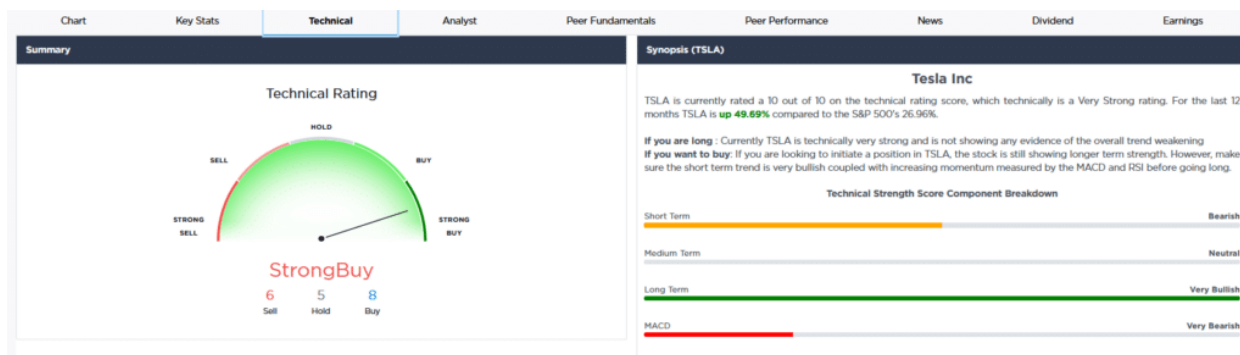 Chart Key Stats Technical Analyst Peer Fundamentals Peer Performance News Dividend Earnings
Summary
Technical Rating
HOLD
SELL
BUY
STRONG
SELL
STRONG
BUY
StrongBuy
6 5 8
Sell Hold Buy
Synopsis (TSLA)
Tesla Inc
TSLA is currently rated a 10 out of 10 on the technical rating score, which technically is a Very Strong rating. For the last 12
months TSLA is up 49.69% compared to the S&P 500's 26.96%.
If you are long : Currently TSLA is technically very strong and is not showing any evidence of the overall trend weakening
If you want to buy: If you are looking to initiate a position in TSLA, the stock is still showing longer term strength. However, make
sure the short term trend is very bullish coupled with increasing momentum measured by the MACD and RSI before going long.
Technical Strength Score Component Breakdown
Short Term Bearish
Medium Term Neutral
Long Term Very Bullish
MACD Very Bearish